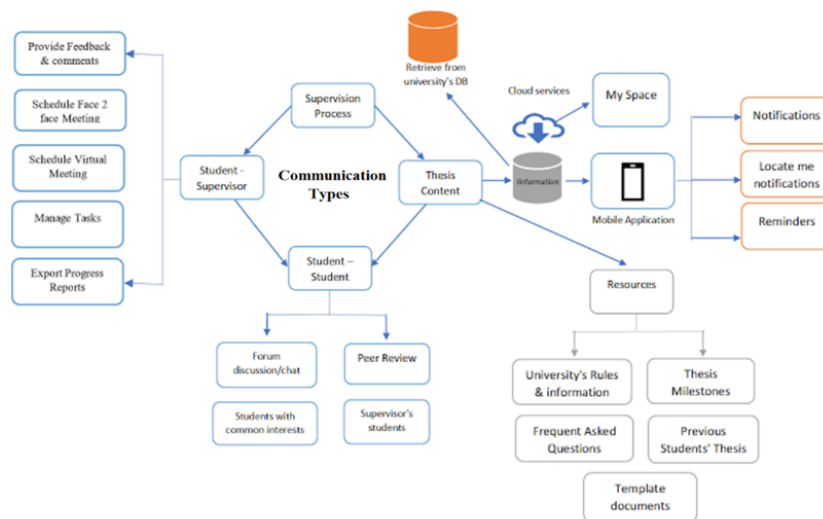 Provide Feedback
& comments
Schedule Face 2
face Meeting
Schedule Virtual
Meeting
Manage Tasks
Export Progress
Reports
Student -
Supervisor
Supervision
Process
Communication
Types
Thesis
Content
Student –
Student
Forum
discussion/chat
Peer Review
Students with
common interests
Supervisor's
students
Retrieve from
university's DB
Cloud services
Information
My Space
Mobile Application
Notifications
Locate me
notifications
Reminders
Resources
University's Rules
& information
Thesis
Milestones
Frequent Asked
Questions
Previous
Students' Thesis
Template
documents